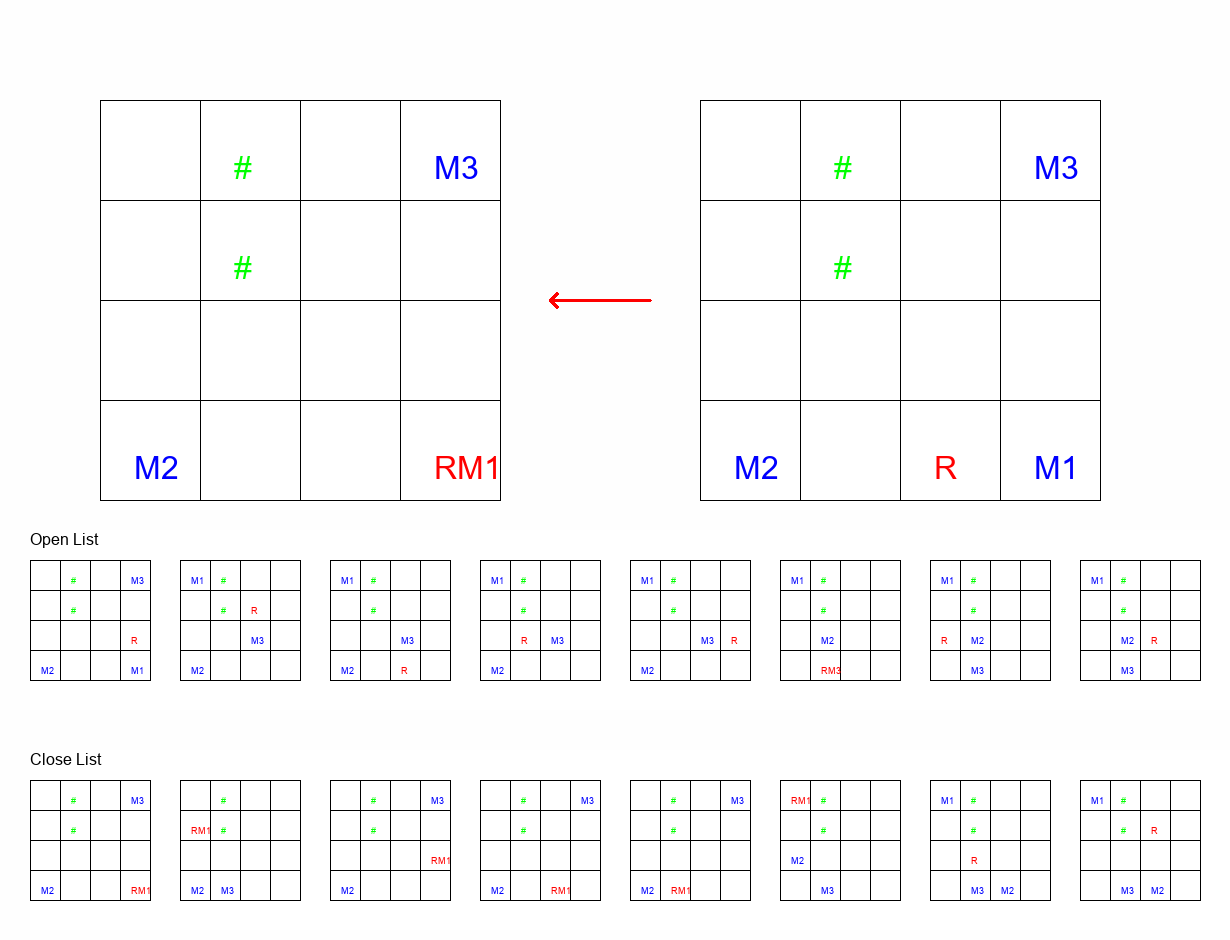 # M3 # M3
# #
M2 RM1 M2 R M1
Open List
# M3 M1 # M1 # M1 # M1 # M1 # M1 # M1 #
# # R # # # # # #
R M3 M3 R M3 M3 R M2 R M2 M2 R
M2 M1 M2 M2 R M2 M2 RM3 M3 M3
Close List
# M3 # # M3 # M3 # M3 RM1 # M1 # M1 #
# RM1 # # # # # # # R
RM1 M2 R
M2 RM1 M2 M3 M2 M2 RM1 M2 RM1 M3 M3 M2 M3 M2